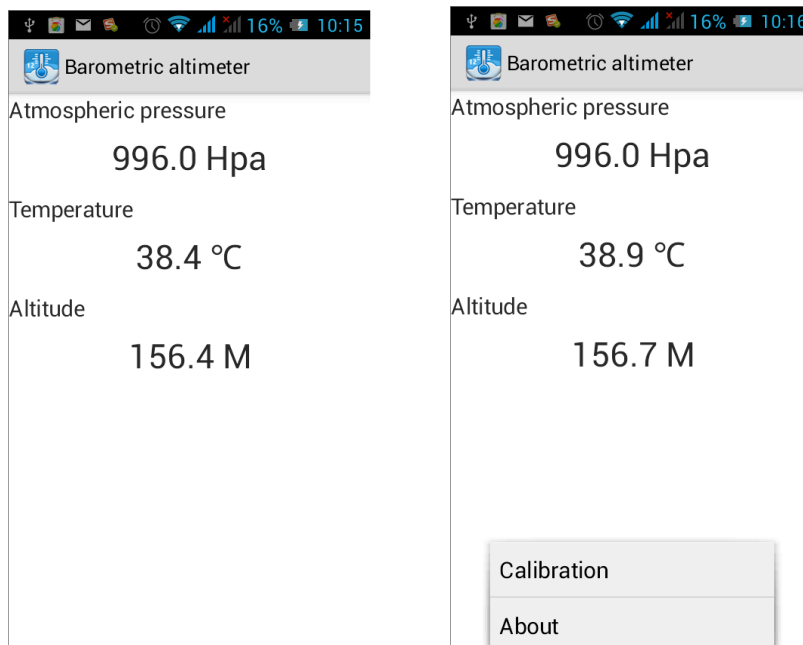 16% 10:15
Barometric altimeter
Atmospheric pressure
996.0 Hpa
Temperature
38.4 ℃
Altitude
156.4 M
16% 10:16
Barometric altimeter
Atmospheric pressure
996.0 Hpa
Temperature
38.9 ℃
Altitude
156.7 M
Calibration
About